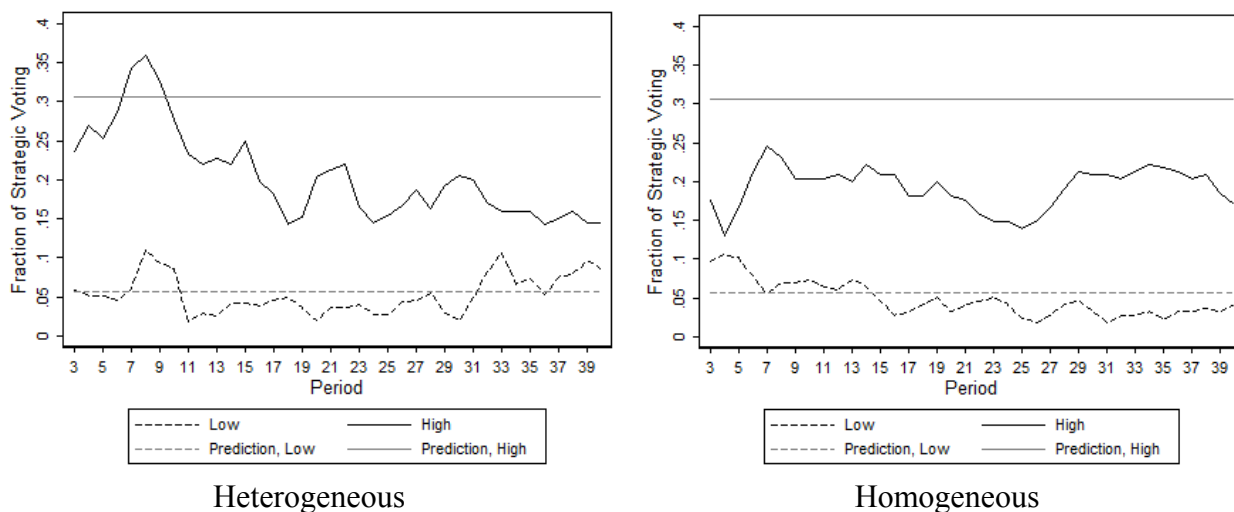 Fraction of Strategic Voting
.4
.35
.3
.25
.2
.15
.1
.05
0
3 5 7 9 11 13 15 17 19 21 23 25 27 29 31 33 35 37 39
Period
Low High
Prediction, Low Prediction, High
Heterogeneous
Fraction of Strategic Voting
.4
.35
.3
.25
.2
.15
.1
.05
0
3 5 7 9 11 13 15 17 19 21 23 25 27 29 31 33 35 37 39
Period
Low High
Prediction, Low Prediction, High
Homogeneous